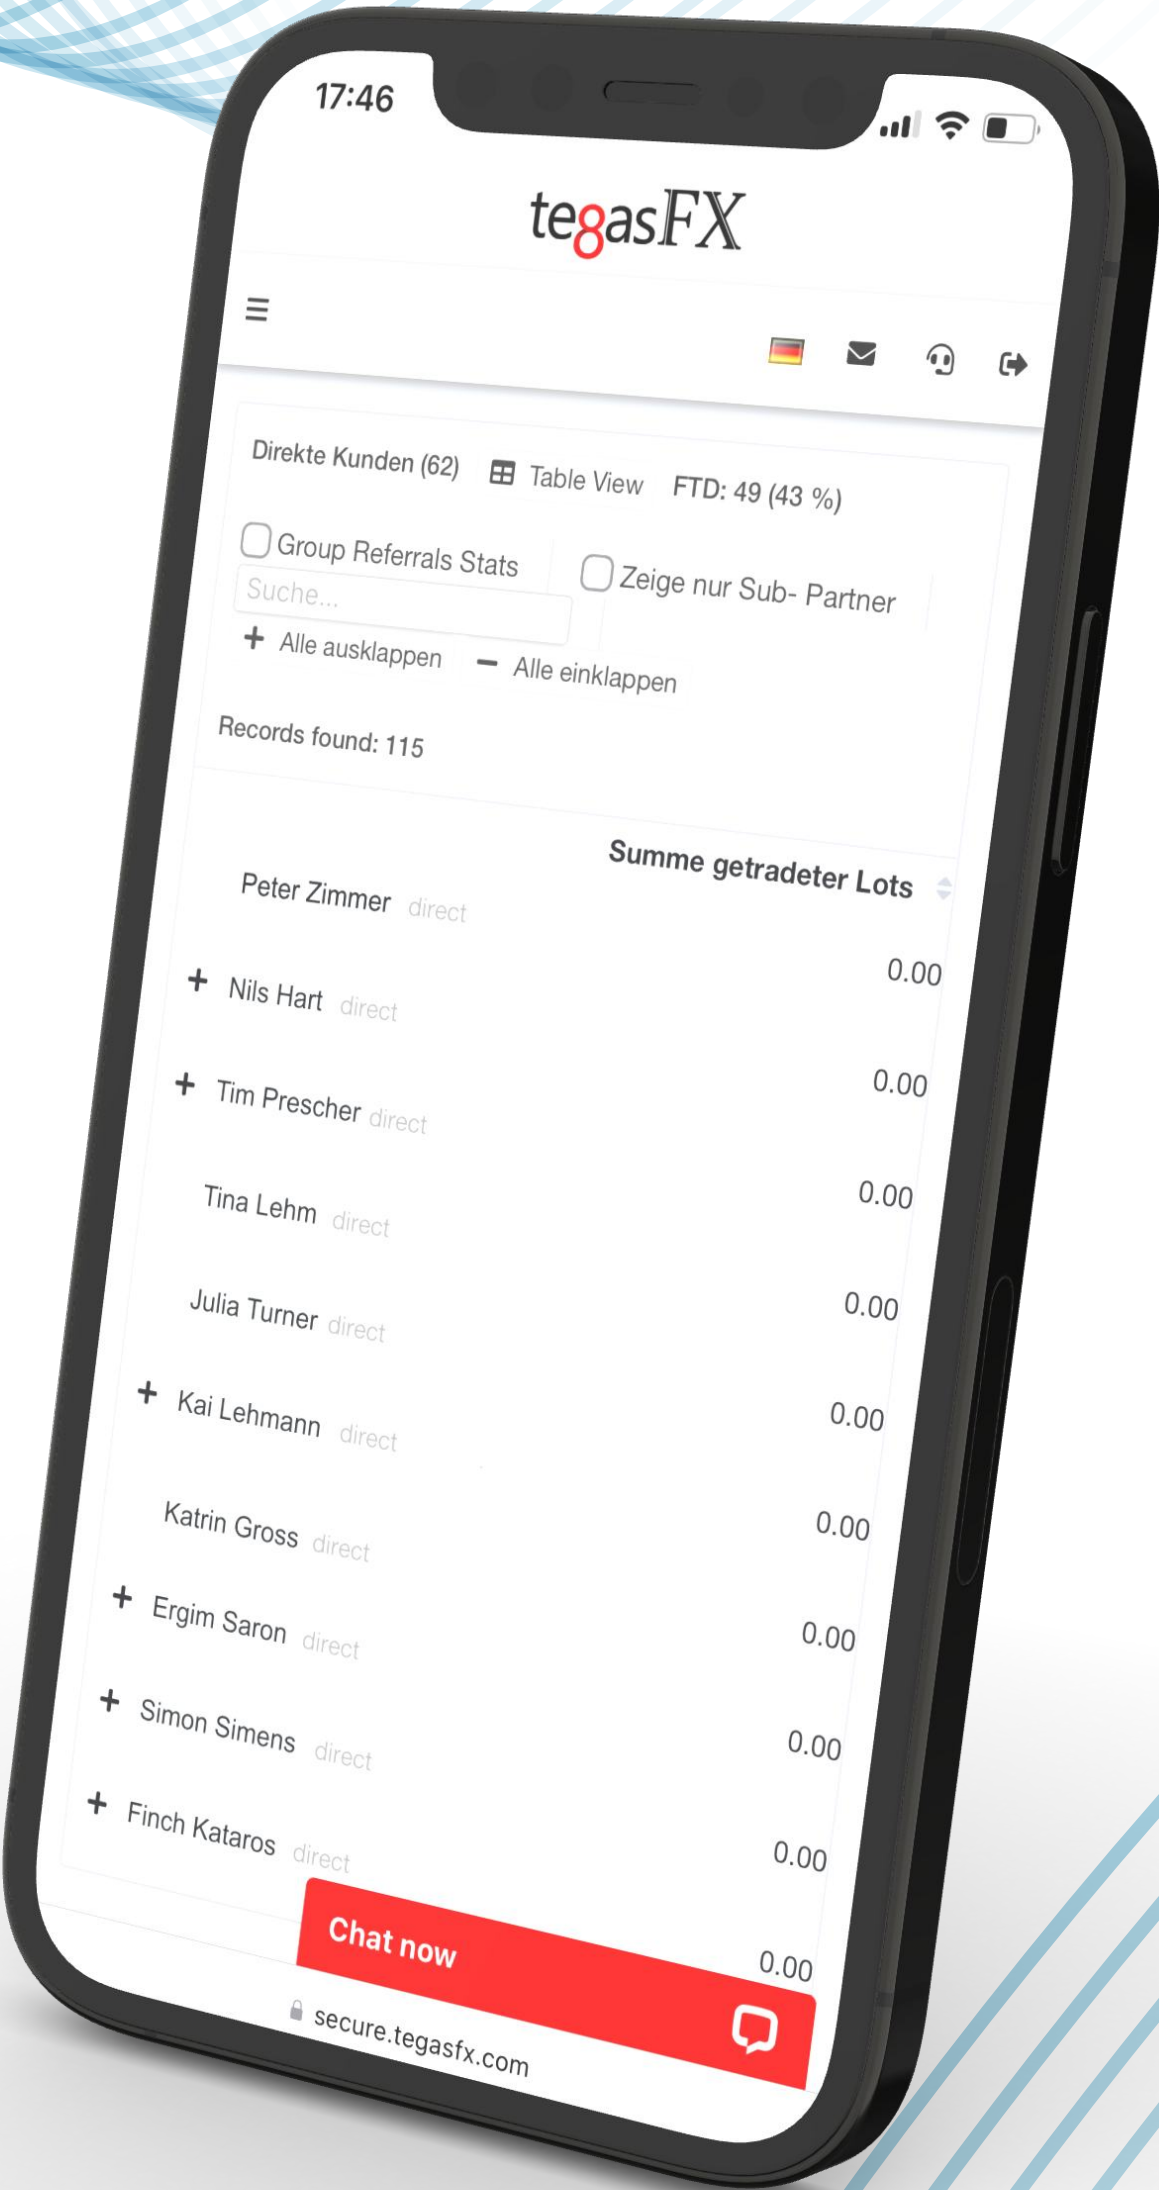 17:46
tegasFX
Direkte Kunden (62) Table View FTD: 49 (43 %)
Group Referrals Stats Zeige nur Sub- Partner
Suche...
+ Alle ausklappen − Alle einklappen
Records found: 115
Summe getradeter Lots
Peter Zimmer direct 0.00
+ Nils Hart direct 0.00
+ Tim Prescher direct 0.00
Tina Lehm direct 0.00
Julia Turner direct 0.00
+ Kai Lehmann direct 0.00
Katrin Gross direct 0.00
+ Ergim Saron direct 0.00
+ Simon Simens direct 0.00
+ Finch Kataros direct 0.00
Chat now
secure.tegasfx.com